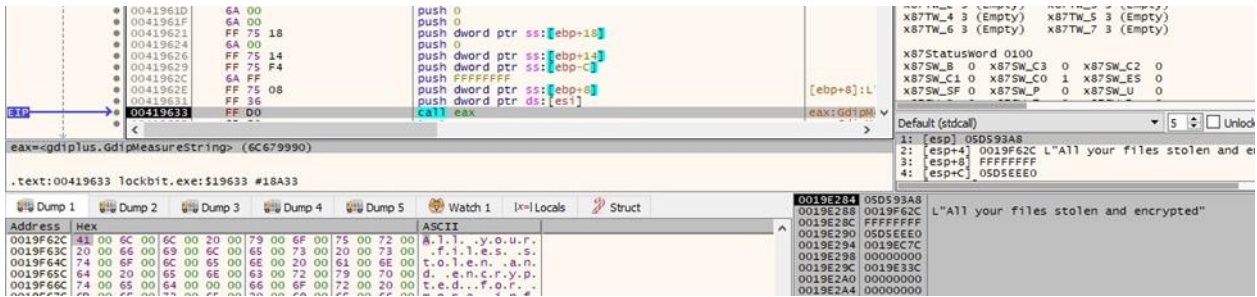 0041961D 6A 00 push 0
0041961F 6A 00 push 0
00419621 FF 75 18 push dword ptr ss:[ebp+18]
00419624 6A 00 push 0
00419626 FF 75 14 push dword ptr ss:[ebp+14]
00419629 FF 75 F4 push dword ptr ss:[ebp-C]
0041962C 6A FF push FFFFFFFF
0041962E FF 75 08 push dword ptr ss:[ebp+8] [ebp+8]:L'
00419631 FF 36 push dword ptr ds:[esi]
EIP 00419633 FF D0 call eax eax:GdipM
eax=<gdiplus.GdipMeasureString> (6C679990)
.text:00419633 lockbit.exe:$19633 #18A33
x87TW_4 3 (Empty) x87TW_5 3 (Empty)
x87TW_6 3 (Empty) x87TW_7 3 (Empty)
x87StatusWord 0100
x87SW_B 0 x87SW_C3 0 x87SW_C2 0
x87SW_C1 0 x87SW_C0 1 x87SW_ES 0
x87SW_SF 0 x87SW_P 0 x87SW_U 0
Default (stdcall) 5 Unlock
1: [esp] 05D593A8
2: [esp+4] 0019F62C L"All your files stolen and en
3: [esp+8] FFFFFFFF
4: [esp+C] 05D5EEE0
Dump 1 Dump 2 Dump 3 Dump 4 Dump 5 Watch 1 [x=] Locals Struct
Address Hex ASCII
0019F62C 41 00 6C 00 6C 00 20 00 79 00 6F 00 75 00 72 00 A.l.l. .y.o.u.r.
0019F63C 20 00 66 00 69 00 6C 00 65 00 73 00 20 00 73 00 .f.i.l.e.s. .s.
0019F64C 74 00 6F 00 6C 00 65 00 6E 00 20 00 61 00 6E 00 t.o.l.e.n. .a.n.
0019F65C 64 00 20 00 65 00 6E 00 63 00 72 00 79 00 70 00 d. .e.n.c.r.y.p.
0019F66C 74 00 65 00 64 00 00 00 66 00 6F 00 72 00 20 00 t.e.d...f.o.r. .
0019E284 05D593A8
0019E288 0019F62C L"All your files stolen and encrypted"
0019E28C FFFFFFFF
0019E290 05D5EEE0
0019E294 0019EC7C
0019E298 00000000
0019E29C 0019E33C
0019E2A0 00000000
0019E2A4 00000000